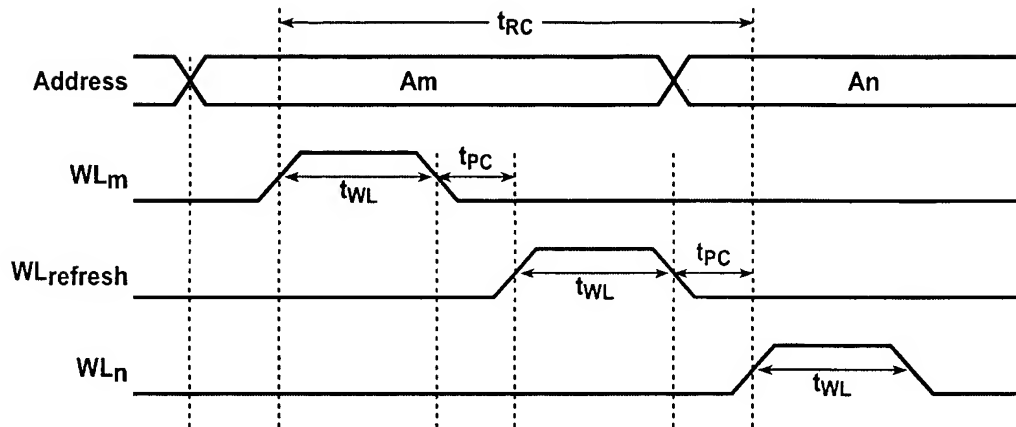 tRC
Address Am An
WLm tWL tPC
WLrefresh tWL tPC
WLn tWL